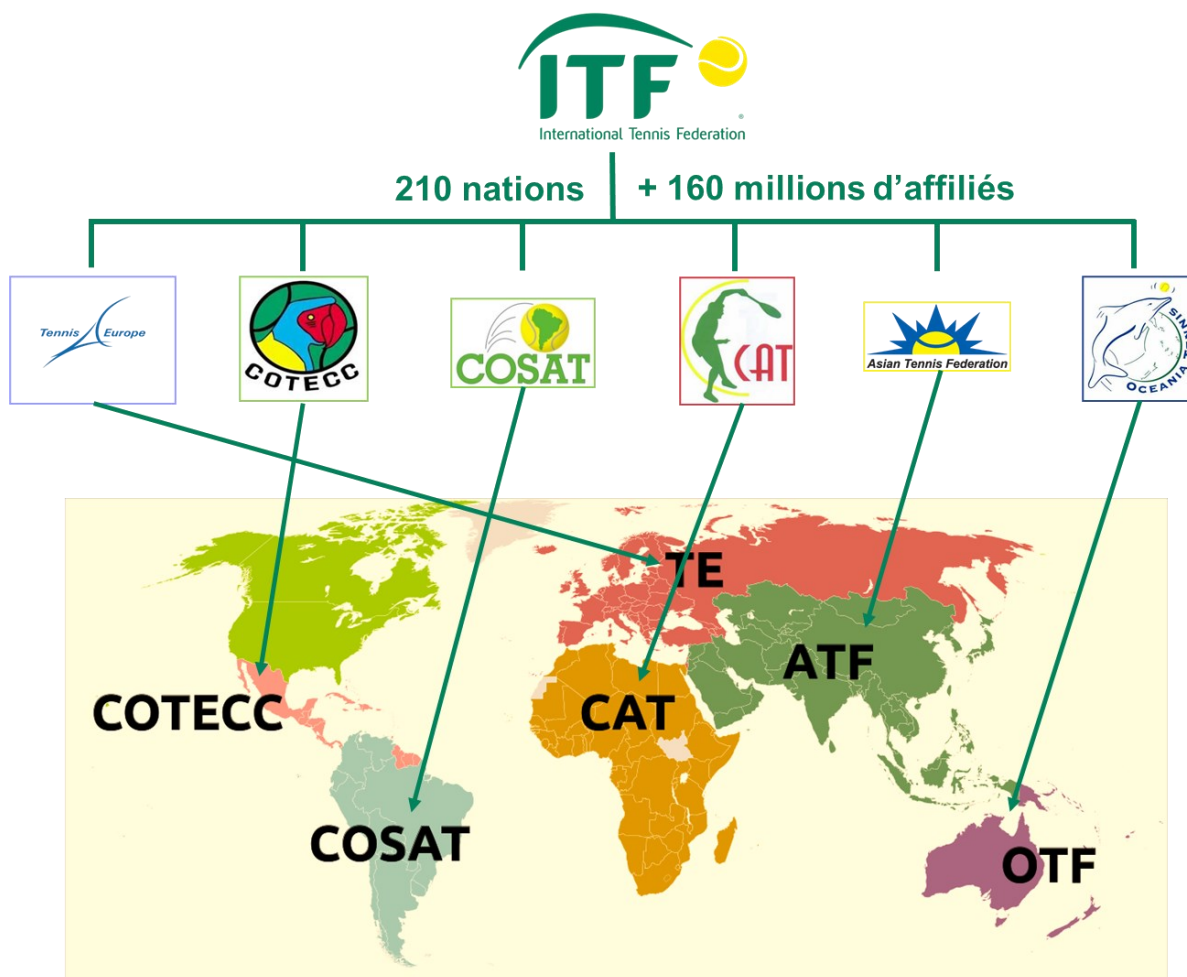 ITF
International Tennis Federation
210 nations
+ 160 millions d’affiliés
Tennis Europe
COTECC
COSAT
CAT
Asian Tennis Federation
OCEANIA
TE
ATF
COTECC
CAT
COSAT
OTF